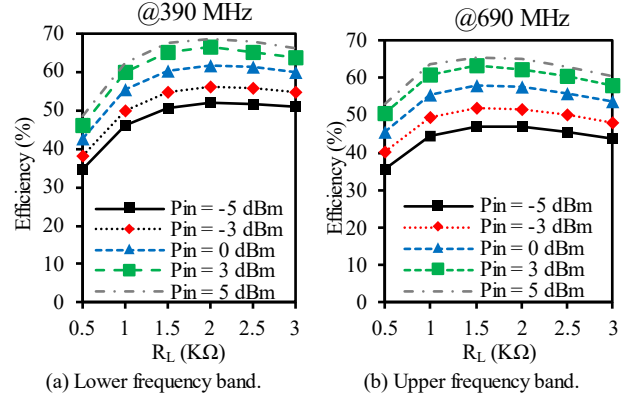 @390 MHz
70
60
50
40
30
20
10
0
Efficiency (%)
Pin = -5 dBm
Pin = -3 dBm
Pin = 0 dBm
Pin = 3 dBm
Pin = 5 dBm
0.5 1 1.5 2 2.5 3
R_L (KΩ)
(a) Lower frequency band.
@690 MHz
70
60
50
40
30
20
10
0
Efficiency (%)
Pin = -5 dBm
Pin = -3 dBm
Pin = 0 dBm
Pin = 3 dBm
Pin = 5 dBm
0.5 1 1.5 2 2.5 3
R_L (KΩ)
(b) Upper frequency band.